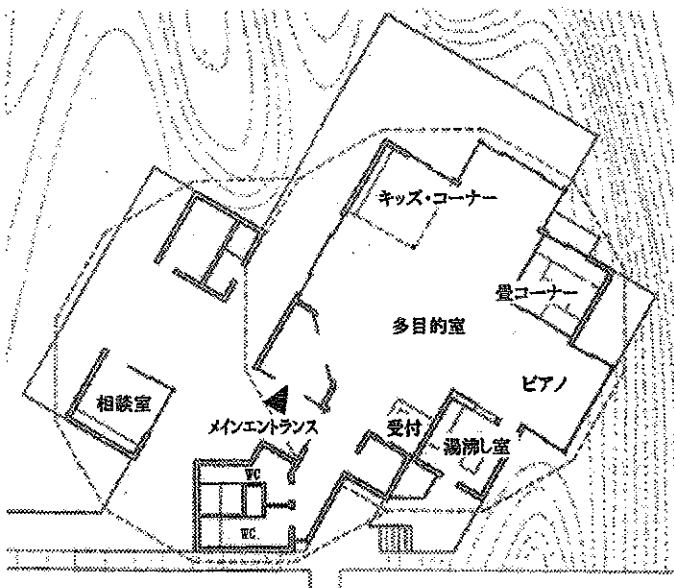 キッズ・コーナー
畳コーナー
多目的室
ピアノ
相談室
メインエントランス
受付
湯沸し室
WC
WC